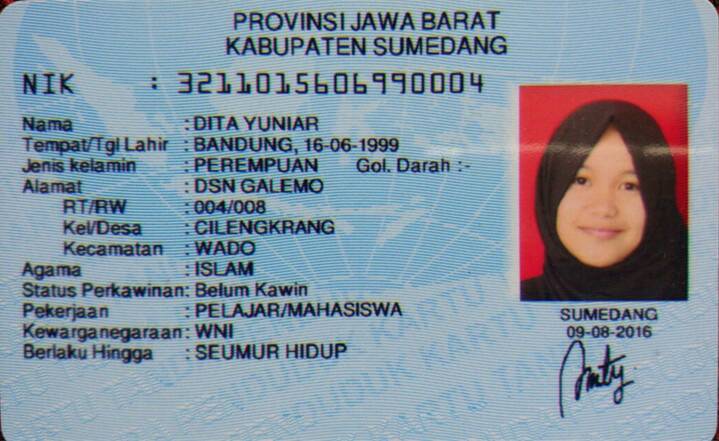 PROVINSI JAWA BARAT
KABUPATEN SUMEDANG
NIK : 3211015606990004
Nama : DITA YUNIAR
Tempat/Tgl Lahir : BANDUNG, 16-06-1999
Jenis kelamin : PEREMPUAN Gol. Darah :-
Alamat : DSN GALEMO
RT/RW : 004/008
Kel/Desa : CILENGKRANG
Kecamatan : WADO
Agama : ISLAM
Status Perkawinan: Belum Kawin
Pekerjaan : PELAJAR/MAHASISWA
Kewarganegaraan: WNI
Berlaku Hingga : SEUMUR HIDUP
SUMEDANG
09-08-2016